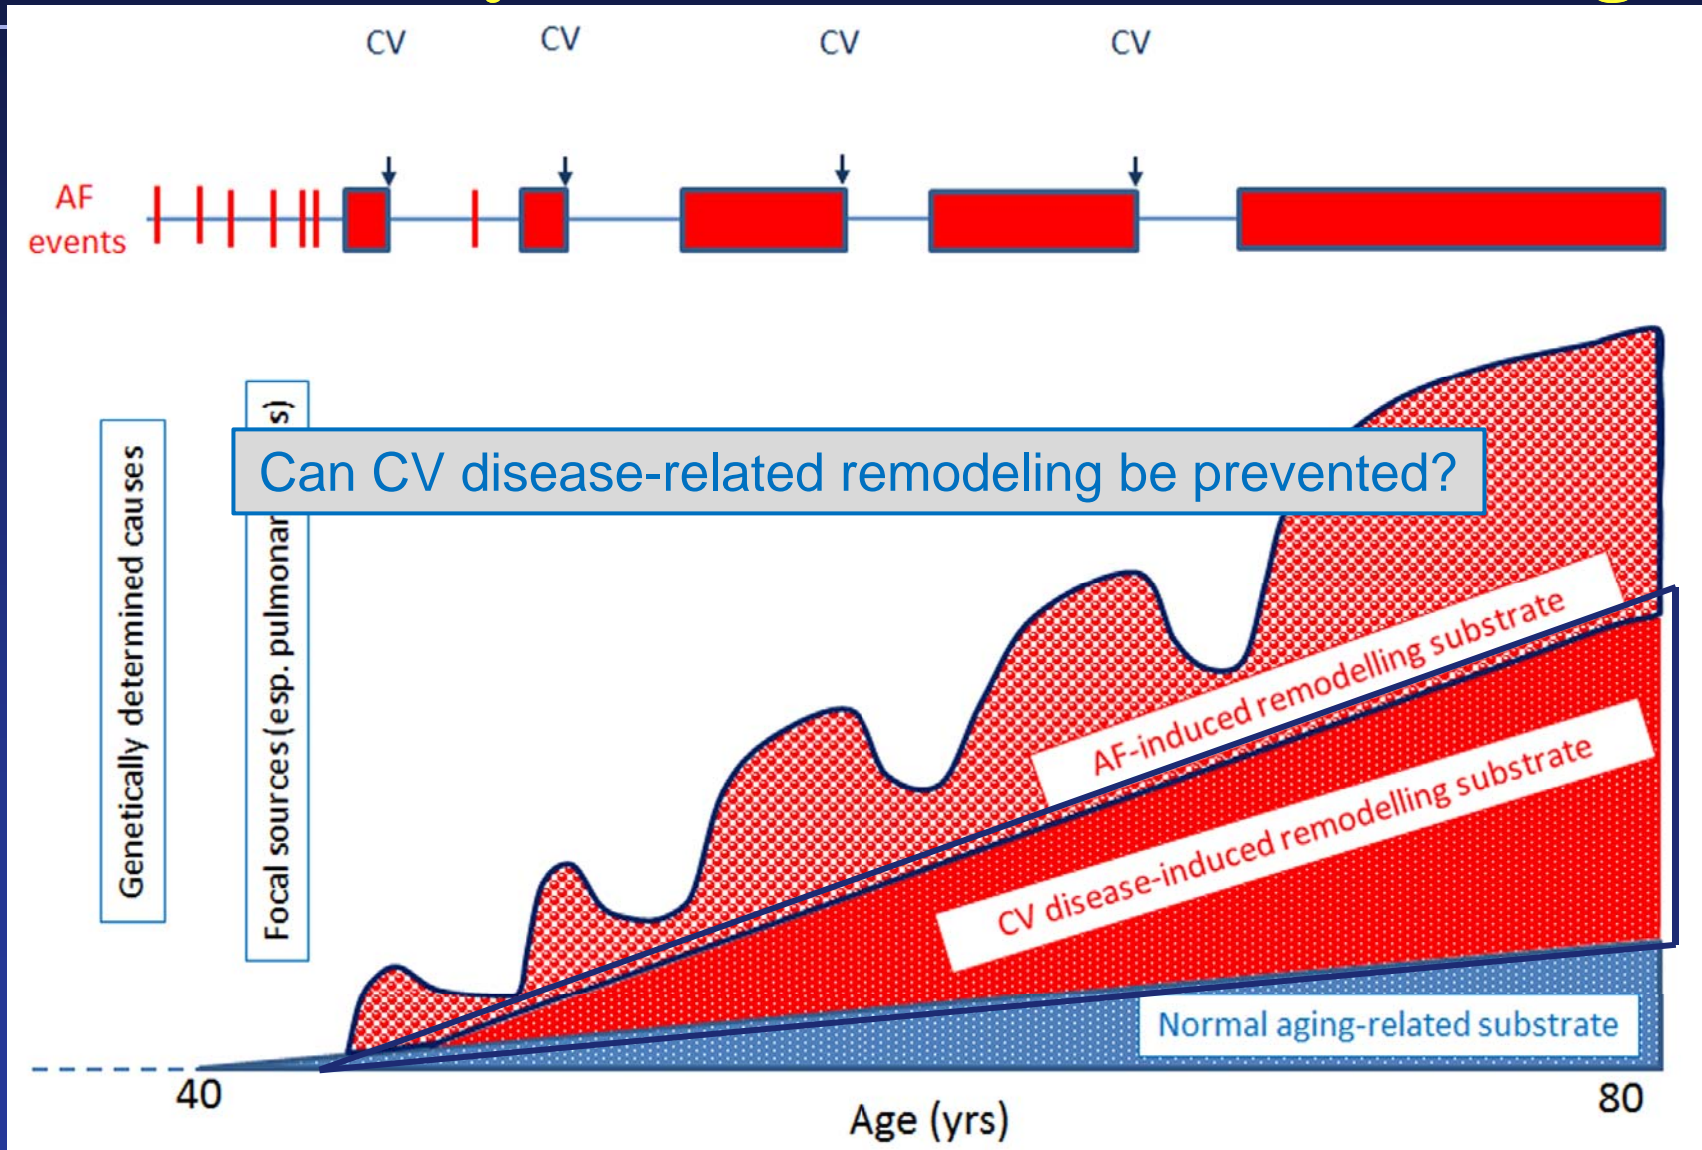 CV CV CV CV
AF
events
Genetically determined causes
Focal sources(esp. pulmonar s)
Can CV disease-related remodeling be prevented?
AF-induced remodelling substrate
CV disease-induced remodelling substrate
Normal aging-related substrate
40
80
Age (yrs)